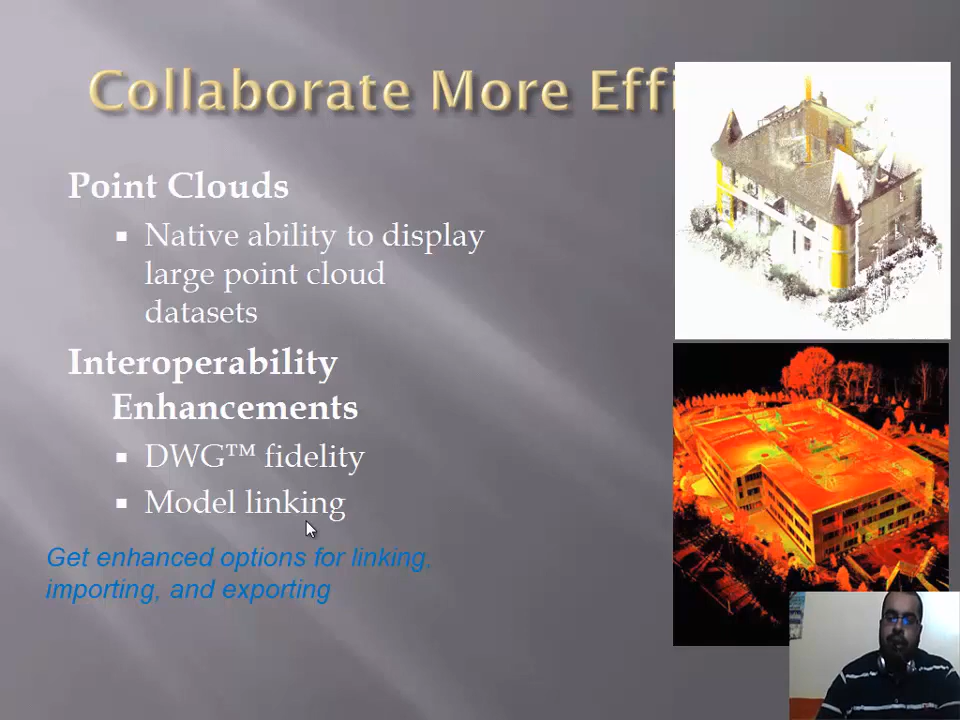 Collaborate More
Point Clouds
Native ability to display
large point cloud
datasets
Interoperability
Enhancements
DWG™ fidelity
Model linking
Get enhanced options for linking,
importing, and exporting